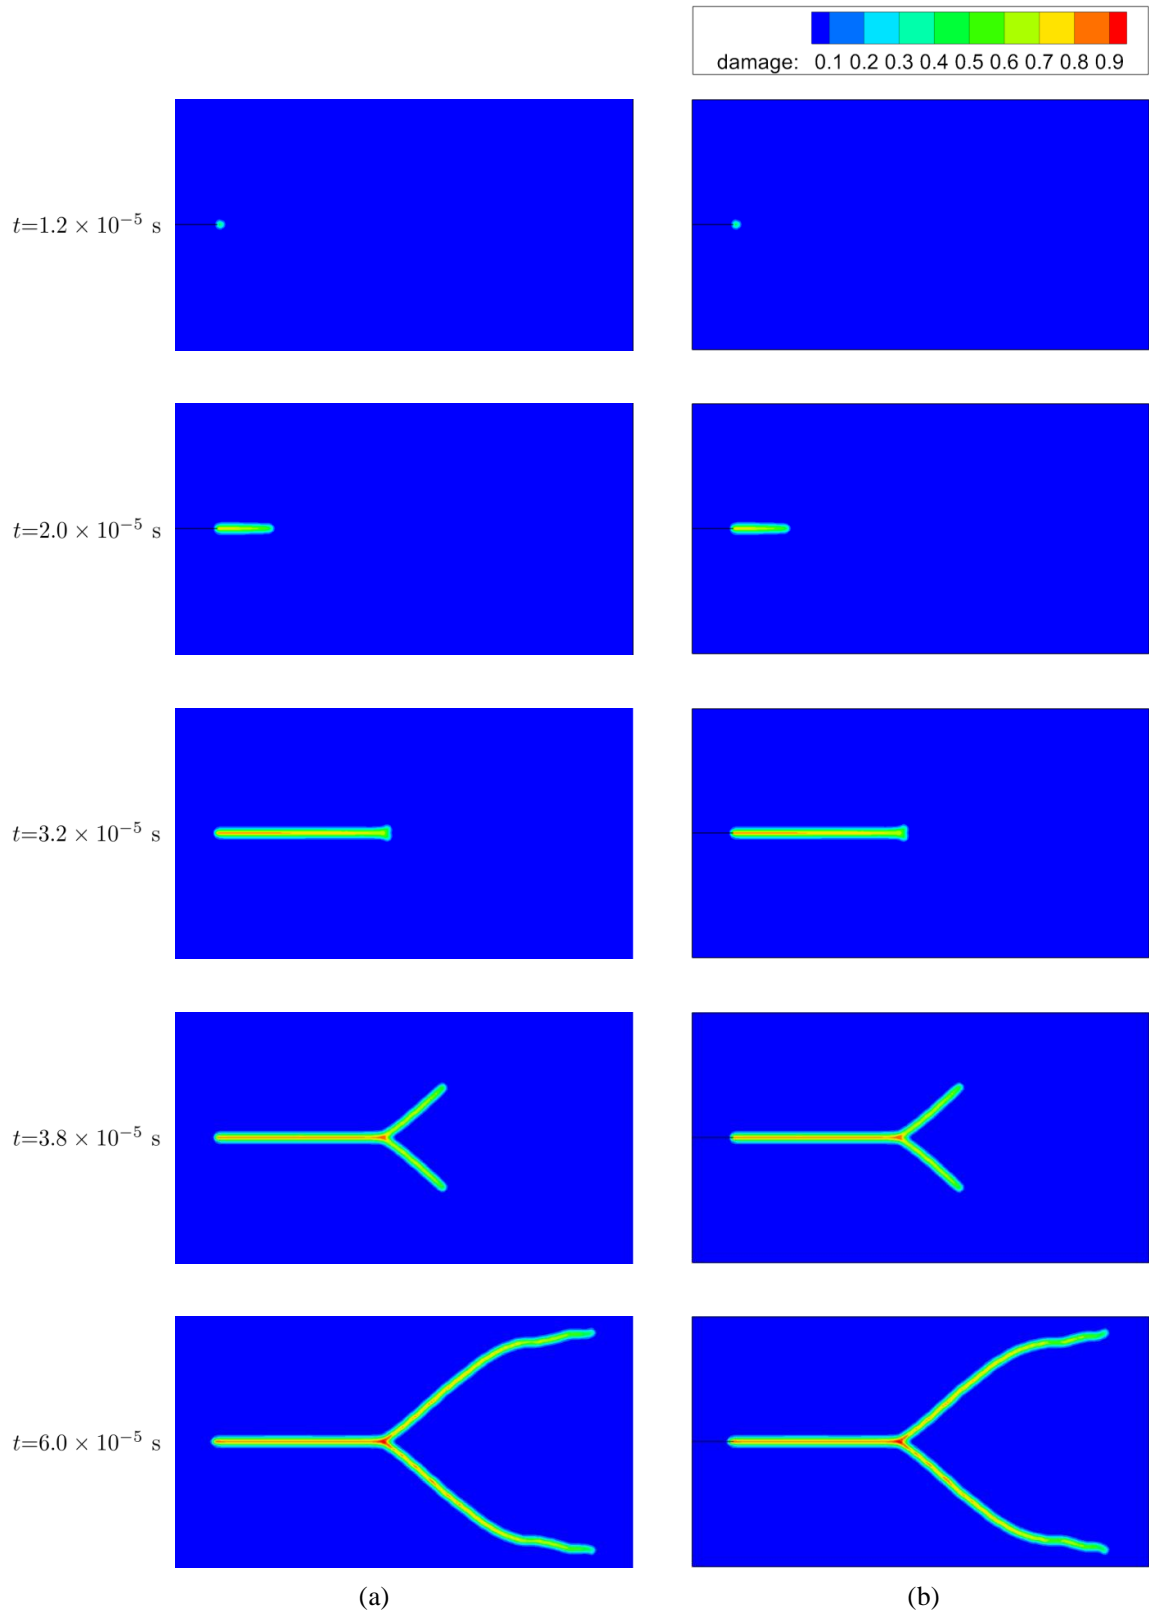 damage: 0.1 0.2 0.3 0.4 0.5 0.6 0.7 0.8 0.9
t=1.2 × 10⁻⁵ s
t=2.0 × 10⁻⁵ s
t=3.2 × 10⁻⁵ s
t=3.8 × 10⁻⁵ s
t=6.0 × 10⁻⁵ s
(a) (b)